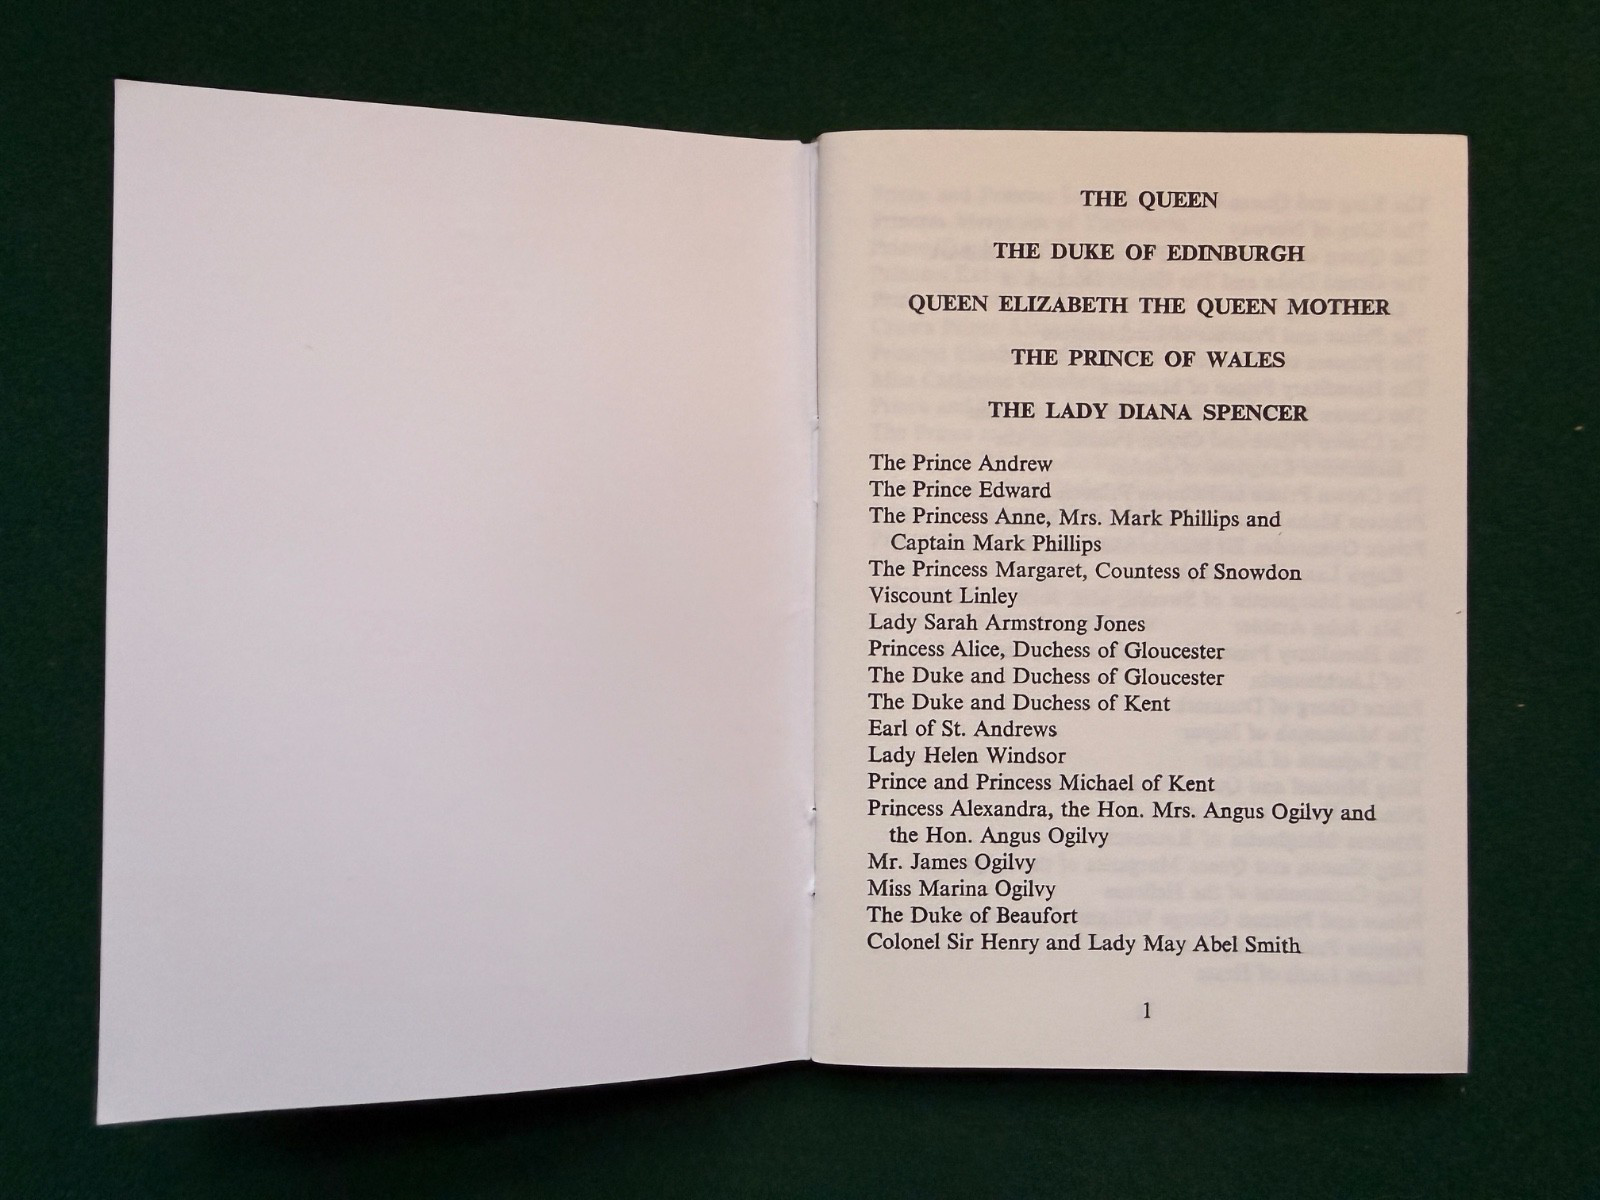 THE QUEEN
THE DUKE OF EDINBURGH
QUEEN ELIZABETH THE QUEEN MOTHER
THE PRINCE OF WALES
THE LADY DIANA SPENCER
The Prince Andrew
The Prince Edward
The Princess Anne, Mrs. Mark Phillips and
Captain Mark Phillips
The Princess Margaret, Countess of Snowdon
Viscount Linley
Lady Sarah Armstrong Jones
Princess Alice, Duchess of Gloucester
The Duke and Duchess of Gloucester
The Duke and Duchess of Kent
Earl of St. Andrews
Lady Helen Windsor
Prince and Princess Michael of Kent
Princess Alexandra, the Hon. Mrs. Angus Ogilvy and
the Hon. Angus Ogilvy
Mr. James Ogilvy
Miss Marina Ogilvy
The Duke of Beaufort
Colonel Sir Henry and Lady May Abel Smith
1